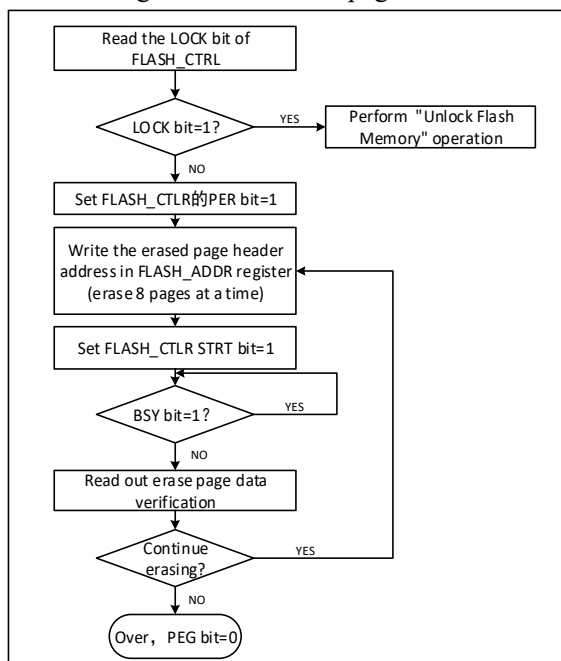 Read the LOCK bit of
FLASH_CTRL
LOCK bit=1?
YES
Perform "Unlock Flash
Memory" operation
NO
Set FLASH_CTLR的PER bit=1
Write the erased page header
address in FLASH_ADDR register
(erase 8 pages at a time)
Set FLASH_CTLR STRT bit=1
BSY bit=1?
YES
NO
Read out erase page data
verification
Continue
erasing?
YES
NO
Over，PEG bit=0